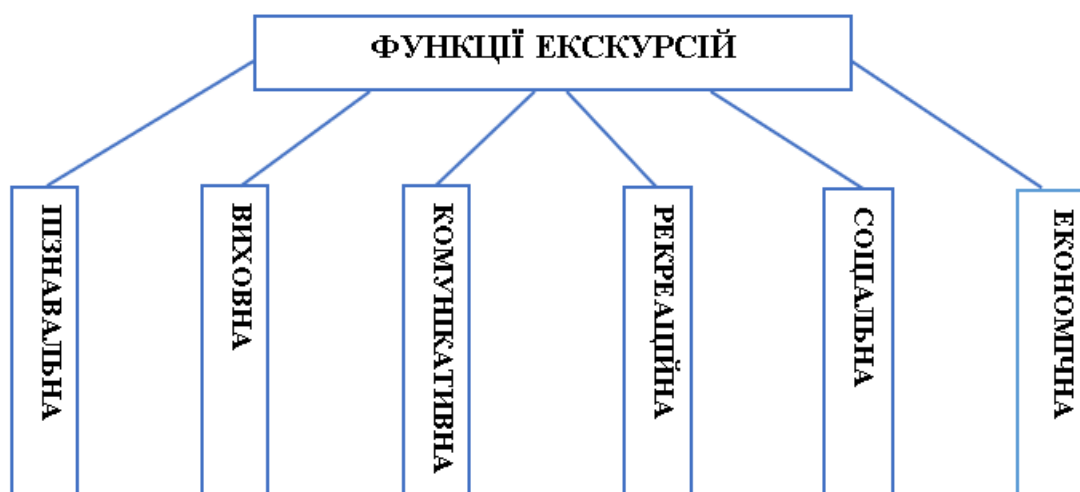 ФУНКЦІЇ ЕКСКУРСІЙ
ПІЗНАВАЛЬНА
ВИХОВНА
КОМУНІКАТИВНА
РЕКРЕАЦІЙНА
СОЦІАЛЬНА
ЕКОНОМІЧНА